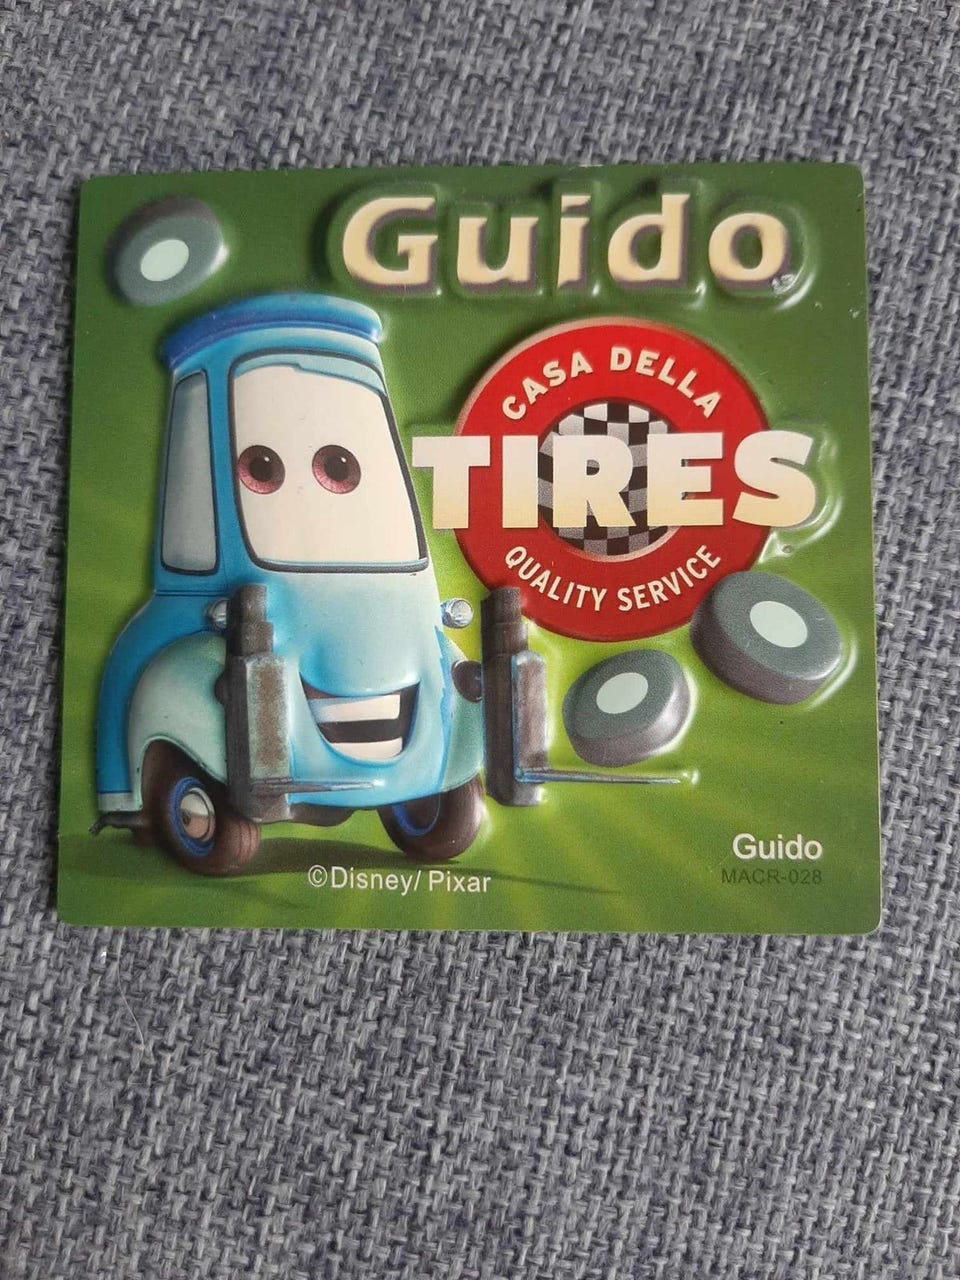 Guido
CASA DELLA
TIRES
QUALITY SERVICE
Guido
MACR-028
©Disney/ Pixar